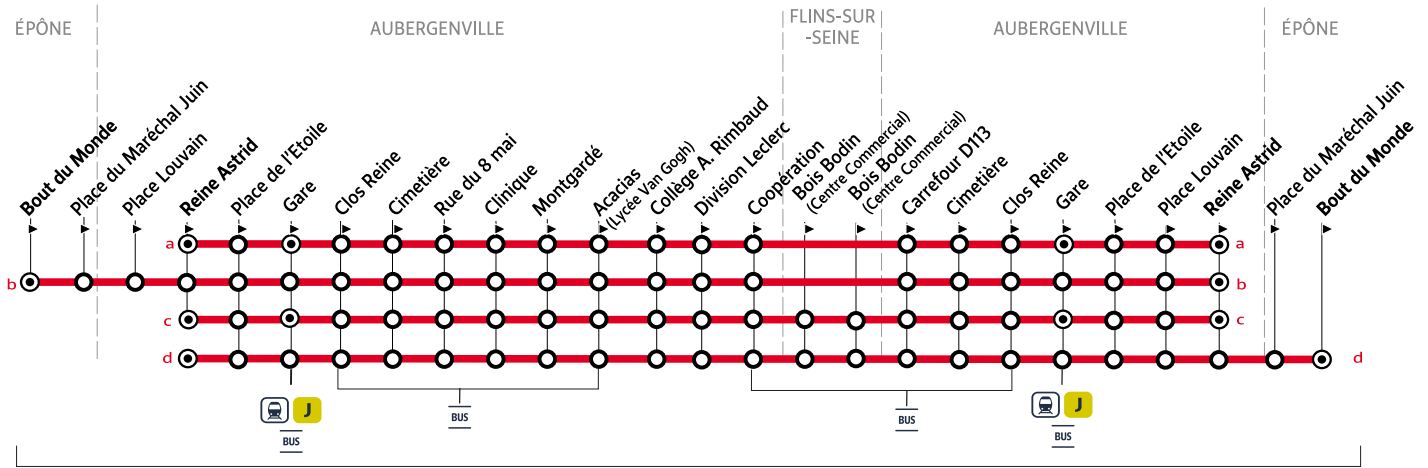 ÉPÔNE
AUBERGENVILLE
FLINS-SUR
-SEINE
AUBERGENVILLE
ÉPÔNE
Bout du Monde
Place du Maréchal Juin
Place Louvain
Reine Astrid
Place de l'Etoile
Gare
Clos Reine
Cimetière
Rue du 8 mai
Clinique
Montgardé
Acacias
(Lycée Van Gogh)
Collège A. Rimbaud
Division Leclerc
Coopération
Bois Bodin
(Centre Commercial)
Bois Bodin
(Centre Commercial)
Carrefour D113
Cimetière
Clos Reine
Gare
Place de l'Etoile
Place Louvain
Reine Astrid
Place du Maréchal Juin
Bout du Monde
a
a
b
b
c
c
d
d
J
BUS
BUS
BUS
J
BUS